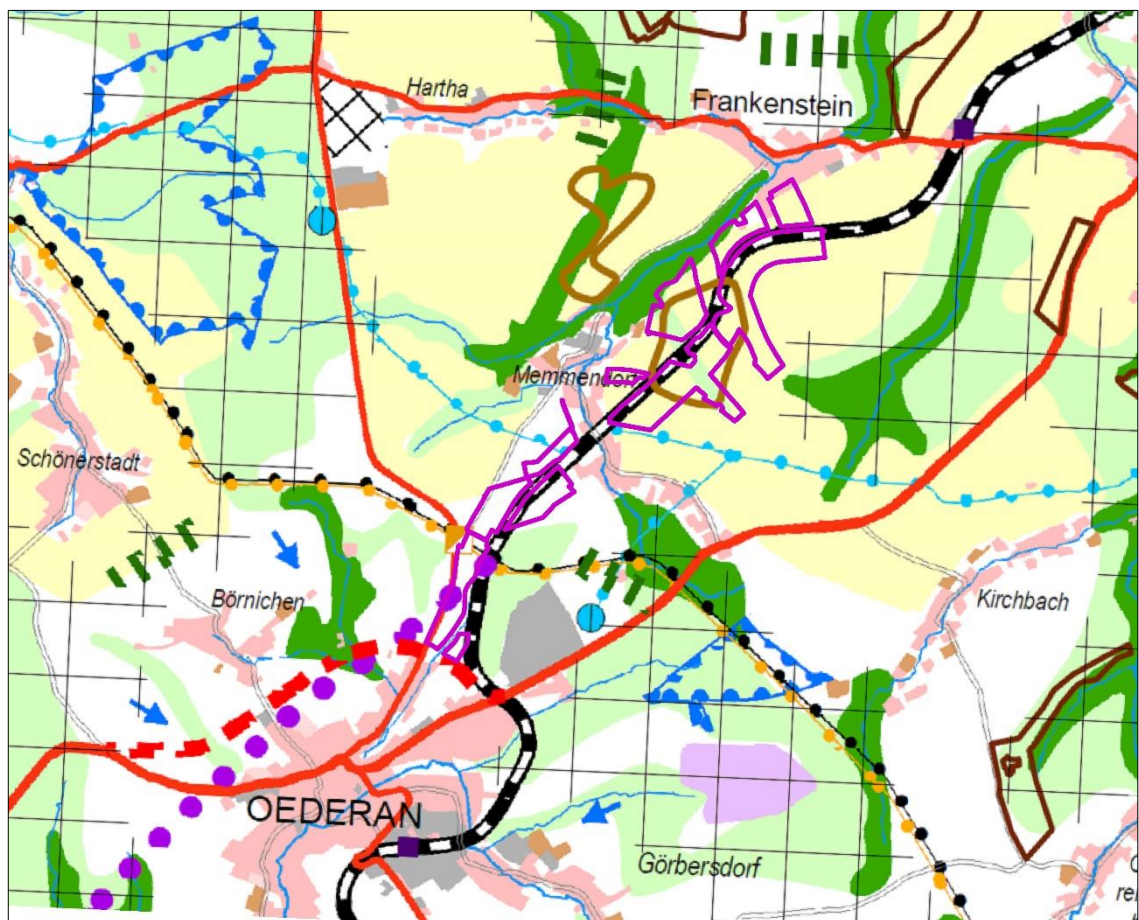 Hartha
Frankenstein
Memmendorf
Schönerstadt
Börnichen
Kirchbach
OEDERAN
Görbersdorf